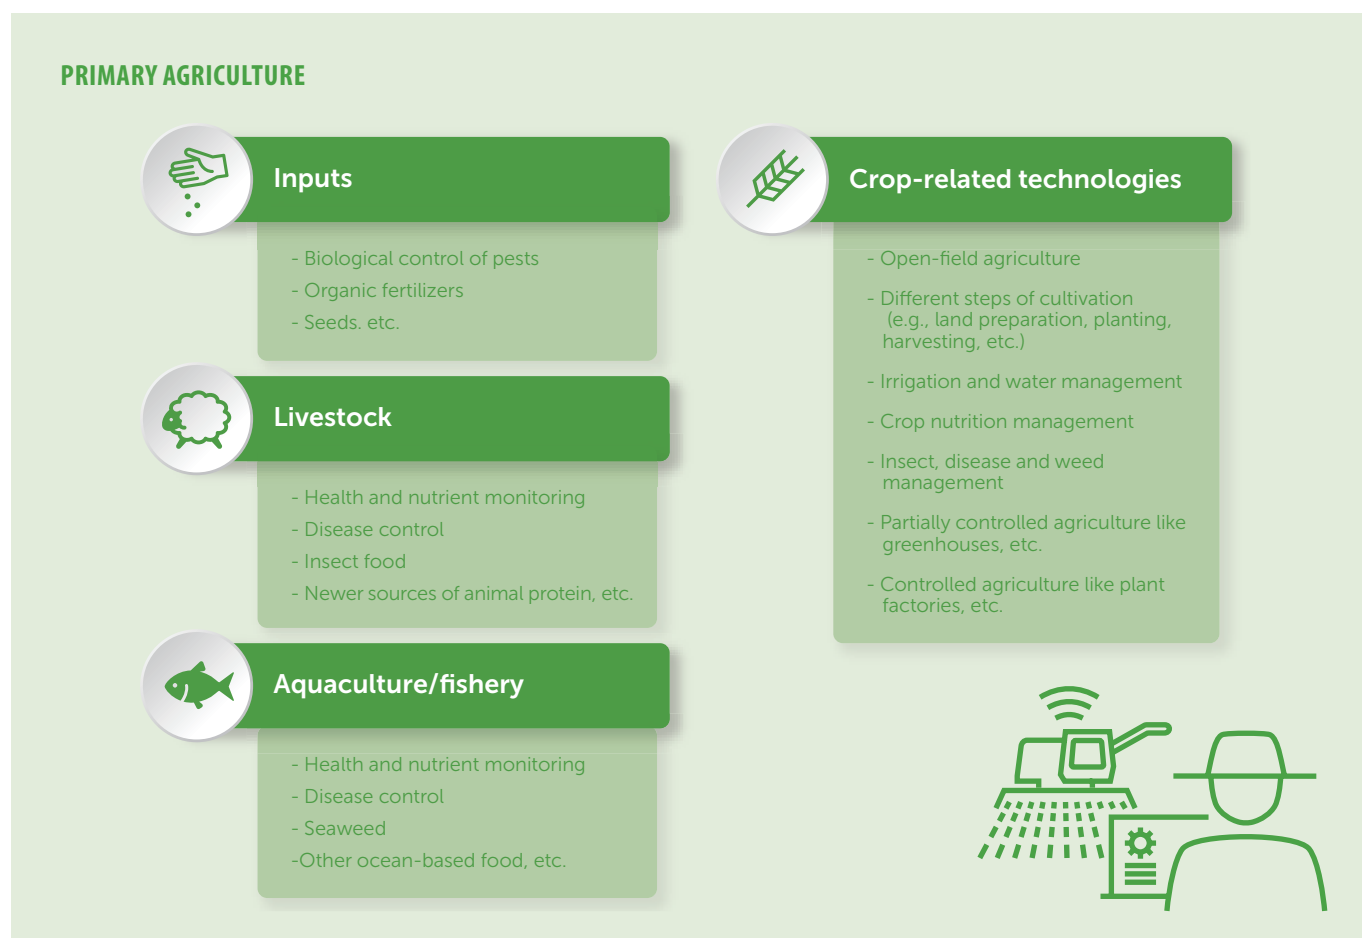 PRIMARY AGRICULTURE
Inputs
- Biological control of pests
- Organic fertilizers
- Seeds. etc.
Livestock
- Health and nutrient monitoring
- Disease control
- Insect food
- Newer sources of animal protein, etc.
Aquaculture/fishery
- Health and nutrient monitoring
- Disease control
- Seaweed
-Other ocean-based food, etc.
Crop-related technologies
- Open-field agriculture
- Different steps of cultivation
(e.g., land preparation, planting,
harvesting, etc.)
- Irrigation and water management
- Crop nutrition management
- Insect, disease and weed
management
- Partially controlled agriculture like
greenhouses, etc.
- Controlled agriculture like plant
factories, etc.